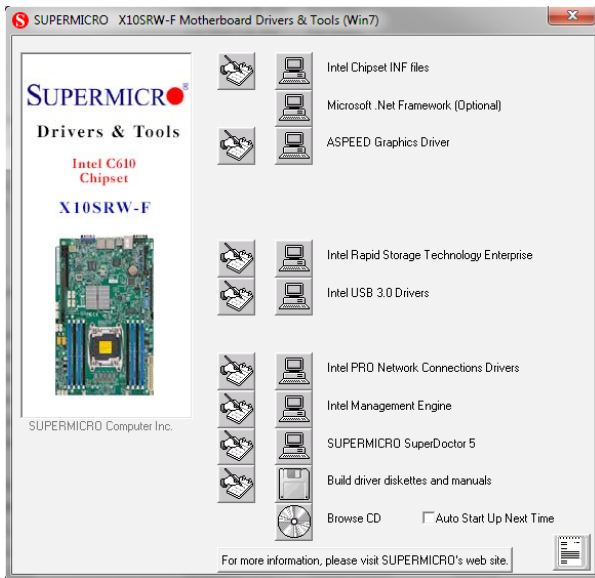 SUPERMICRO X10SRW-F Motherboard Drivers & Tools (Win7)
SUPERMICRO®
Drivers & Tools
Intel C610
Chipset
X10SRW-F
SUPERMICRO Computer Inc.
Intel Chipset INF files
Microsoft .Net Framework (Optional)
ASPEED Graphics Driver
Intel Rapid Storage Technology Enterprise
Intel USB 3.0 Drivers
Intel PRO Network Connections Drivers
Intel Management Engine
SUPERMICRO SuperDoctor 5
Build driver diskettes and manuals
Browse CD Auto Start Up Next Time
For more information, please visit SUPERMICRO's web site.